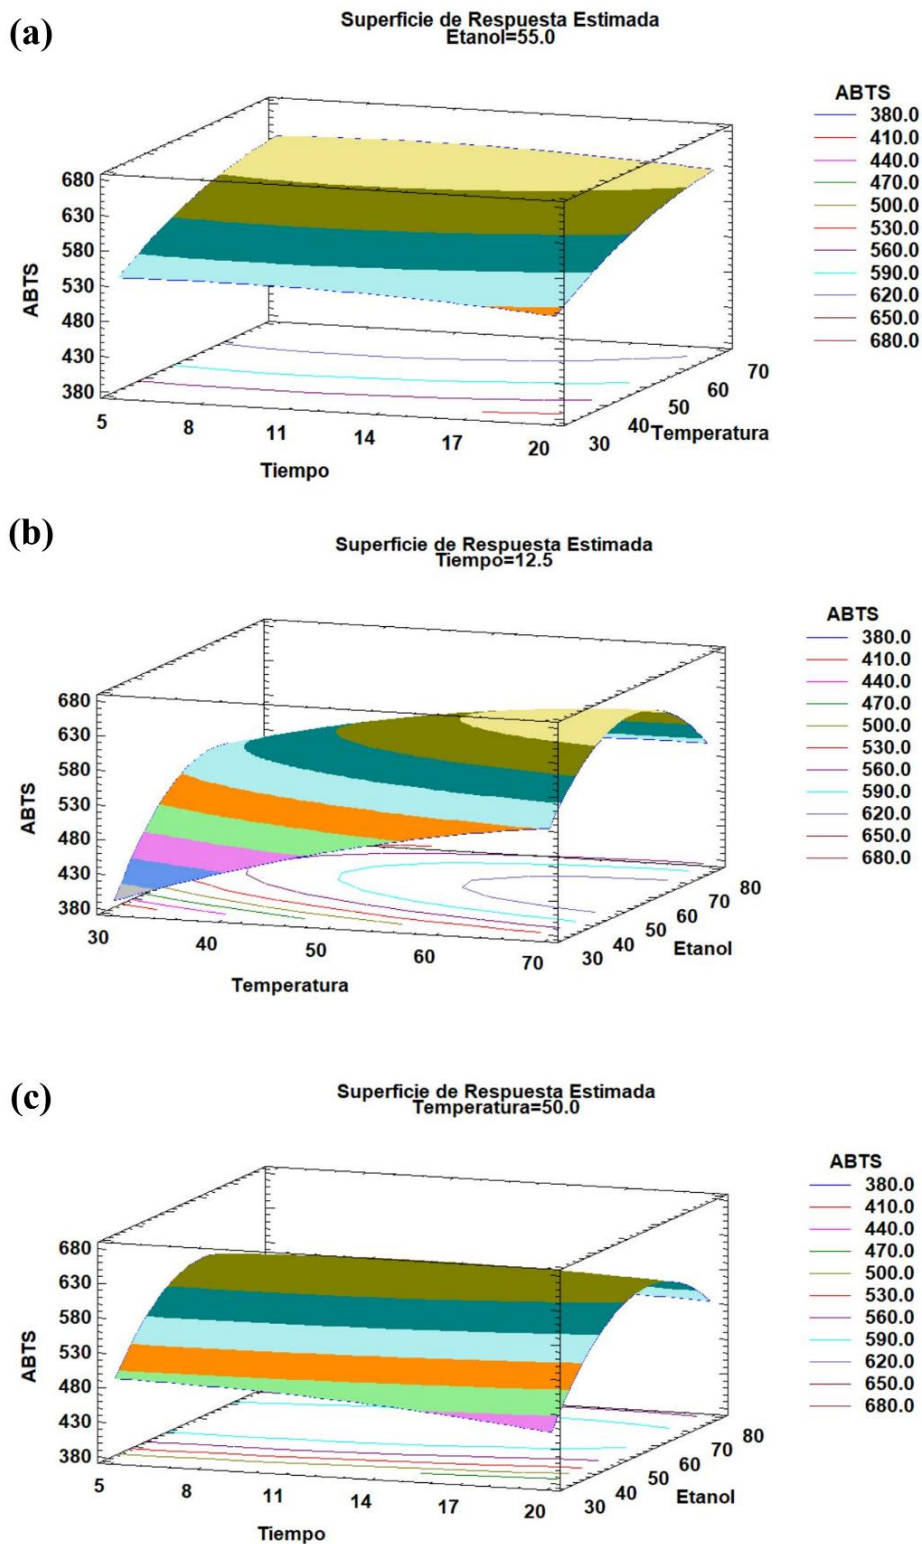 (a)
Superficie de Respuesta Estimada
Etanol=55.0
ABTS
380.0
410.0
440.0
470.0
500.0
530.0
560.0
590.0
620.0
650.0
680.0
680
630
580
530
480
430
380
ABTS
5 8 11 14 17 20
Tiempo
30 40 50 60 70
Temperatura
(b)
Superficie de Respuesta Estimada
Tiempo=12.5
ABTS
380.0
410.0
440.0
470.0
500.0
530.0
560.0
590.0
620.0
650.0
680.0
680
630
580
530
480
430
380
ABTS
30 40 50 60 70
Temperatura
30 40 50 60 70 80
Etanol
(c)
Superficie de Respuesta Estimada
Temperatura=50.0
ABTS
380.0
410.0
440.0
470.0
500.0
530.0
560.0
590.0
620.0
650.0
680.0
680
630
580
530
480
430
380
ABTS
5 8 11 14 17 20
Tiempo
30 40 50 60 70 80
Etanol